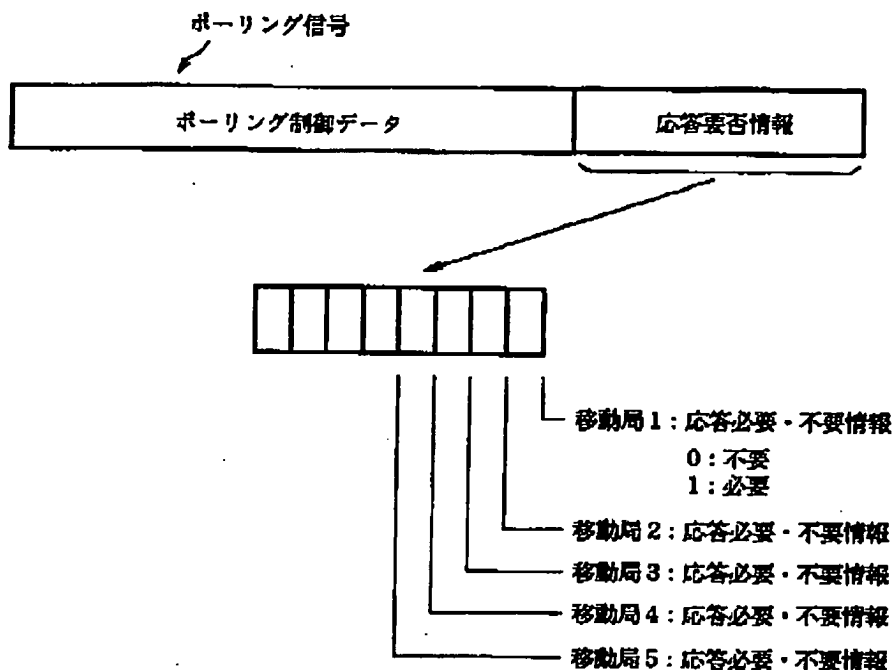 ポーリング信号
ポーリング制御データ
応答要否情報
移動局1:応答必要・不要情報
0:不要
1:必要
移動局2:応答必要・不要情報
移動局3:応答必要・不要情報
移動局4:応答必要・不要情報
移動局5:応答必要・不要情報